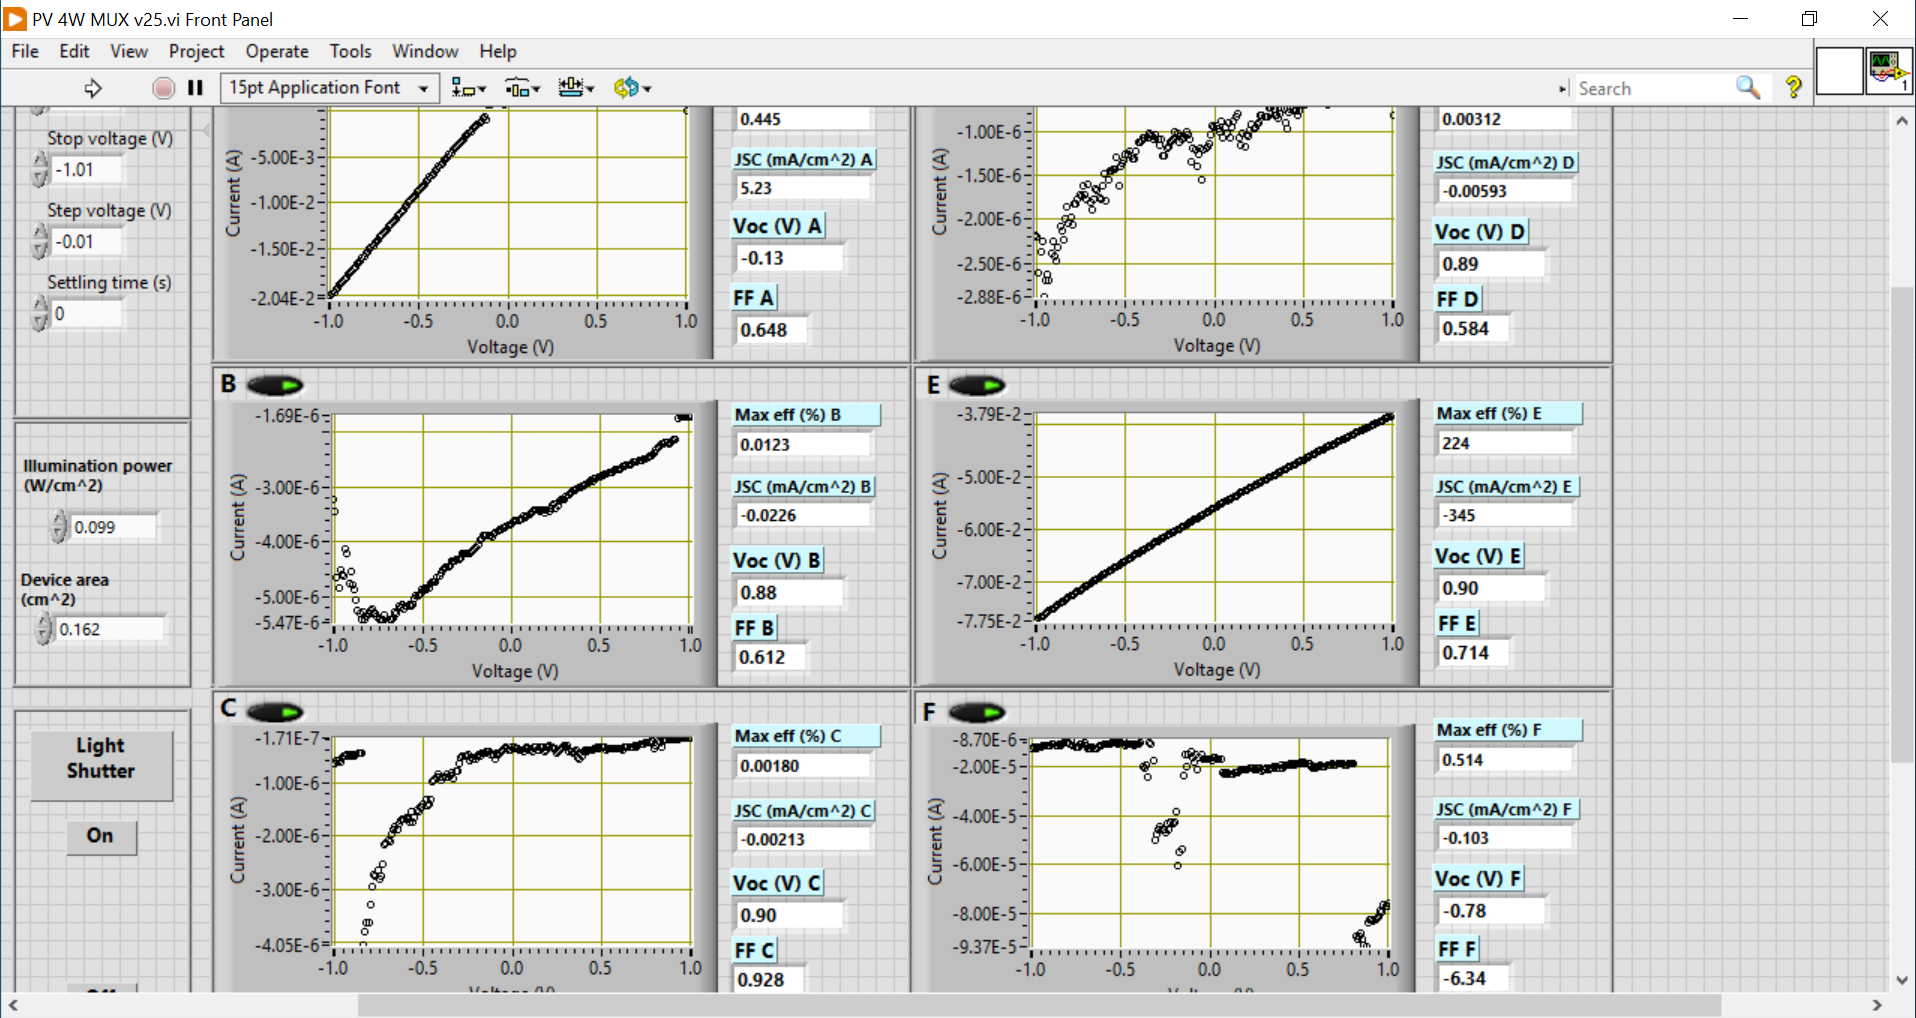 PV 4W MUX v25.vi Front Panel
File Edit View Project Operate Tools Window Help
15pt Application Font
Search
1
Stop voltage (V)
-1.01
Step voltage (V)
-0.01
Settling time (s)
0
Illumination power
(W/cm^2)
0.099
Device area
(cm^2)
0.162
Light
Shutter
On
Current (A)
-5.00E-3
-1.00E-2
-1.50E-2
-2.04E-2
-1.0 -0.5 0.0 0.5 1.0
Voltage (V)
0.445
JSC (mA/cm^2) A
5.23
Voc (V) A
-0.13
FF A
0.648
Current (A)
-1.00E-6
-1.50E-6
-2.00E-6
-2.50E-6
-2.88E-6
-1.0 -0.5 0.0 0.5 1.0
Voltage (V)
0.00312
JSC (mA/cm^2) D
-0.00593
Voc (V) D
0.89
FF D
0.584
B
Current (A)
-1.69E-6
-3.00E-6
-4.00E-6
-5.00E-6
-5.47E-6
-1.0 -0.5 0.0 0.5 1.0
Voltage (V)
Max eff (%) B
0.0123
JSC (mA/cm^2) B
-0.0226
Voc (V) B
0.88
FF B
0.612
E
Current (A)
-3.79E-2
-5.00E-2
-6.00E-2
-7.00E-2
-7.75E-2
-1.0 -0.5 0.0 0.5 1.0
Voltage (V)
Max eff (%) E
224
JSC (mA/cm^2) E
-345
Voc (V) E
0.90
FF E
0.714
C
Current (A)
-1.71E-7
-1.00E-6
-2.00E-6
-3.00E-6
-4.05E-6
-1.0 -0.5 0.0 0.5 1.0
Max eff (%) C
0.00180
JSC (mA/cm^2) C
-0.00213
Voc (V) C
0.90
FF C
0.928
F
Current (A)
-8.70E-6
-2.00E-5
-4.00E-5
-6.00E-5
-8.00E-5
-9.37E-5
-1.0 -0.5 0.0 0.5 1.0
Max eff (%) F
0.514
JSC (mA/cm^2) F
-0.103
Voc (V) F
-0.78
FF F
-6.34